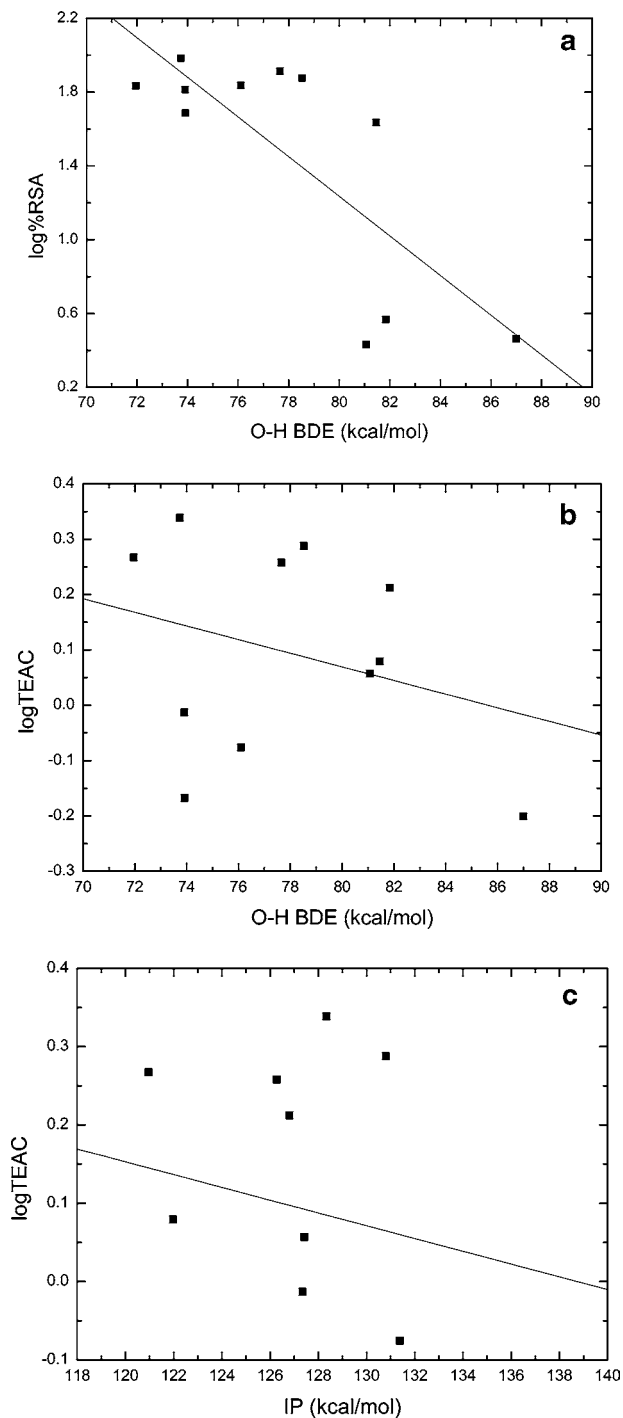 a
2.2
1.8
1.4
1.0
0.6
0.2
log%RSA
70 72 74 76 78 80 82 84 86 88 90
O-H BDE (kcal/mol)
b
0.4
0.3
0.2
0.1
0.0
-0.1
-0.2
-0.3
logTEAC
70 72 74 76 78 80 82 84 86 88 90
O-H BDE (kcal/mol)
c
0.4
0.3
0.2
0.1
0.0
-0.1
logTEAC
118 120 122 124 126 128 130 132 134 136 138 140
IP (kcal/mol)